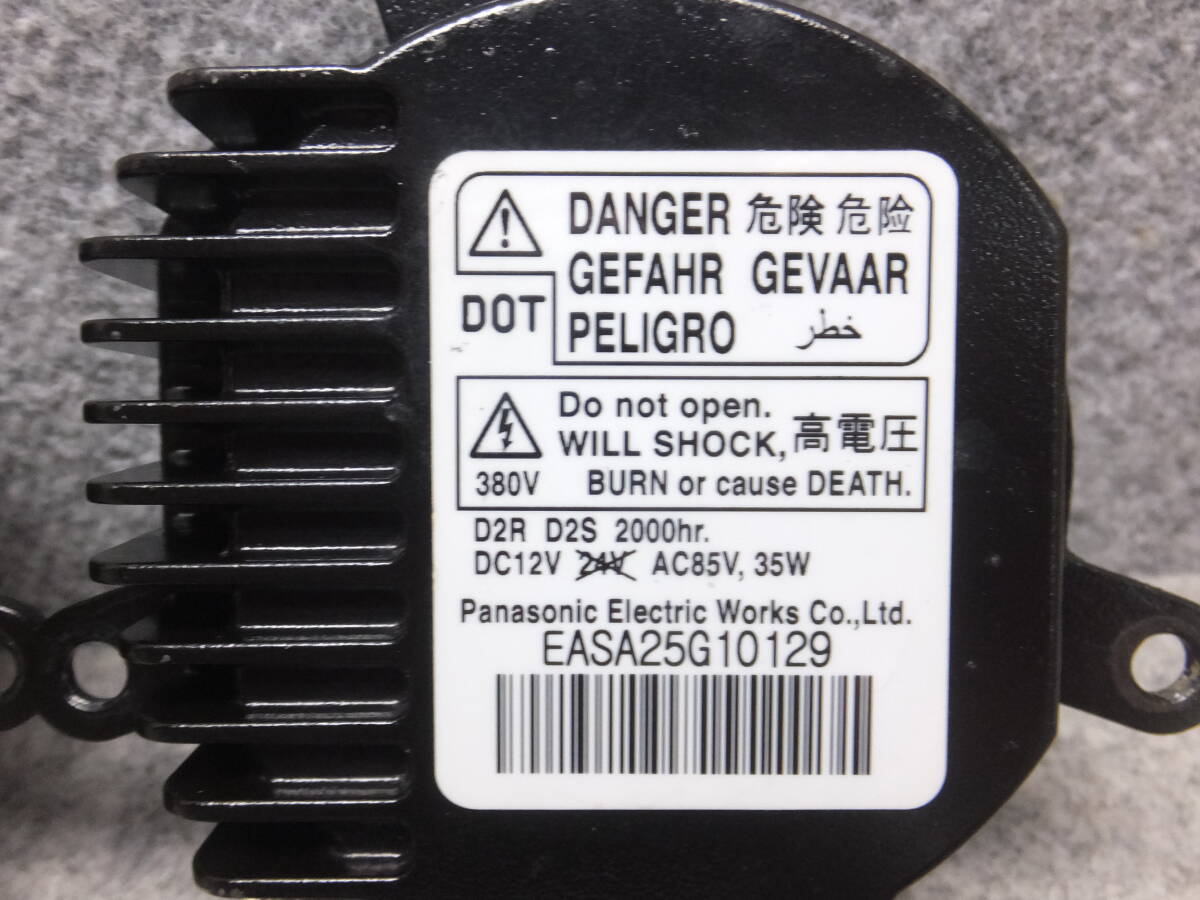 DANGER 危険 危险
GEFAHR GEVAAR
DOT
PELIGRO خطر
Do not open.
WILL SHOCK, 高電圧
380V BURN or cause DEATH.
D2R D2S 2000hr.
DC12V 24V AC85V, 35W
Panasonic Electric Works Co.,Ltd.
EASA25G10129